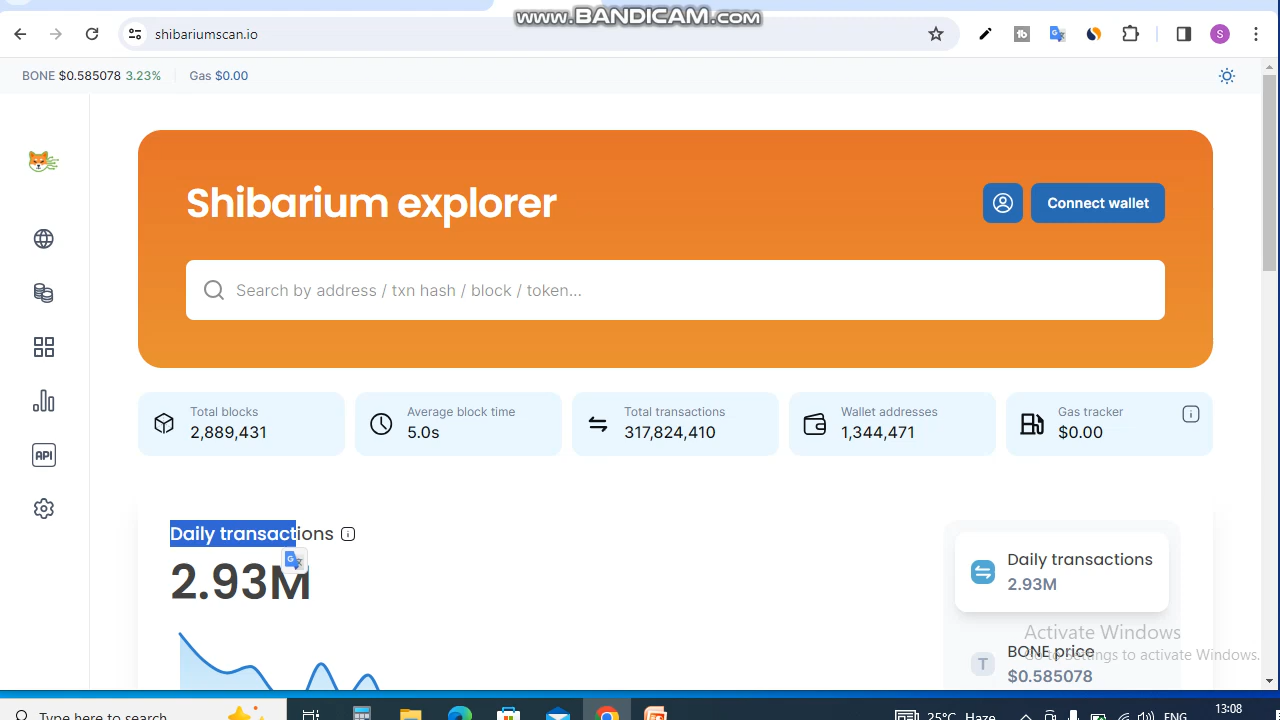 www.BANDICAM.com
shibariumscan.io
BONE $0.585078 3.23% Gas $0.00
Shibarium explorer
Connect wallet
Search by address / txn hash / block / token...
Total blocks
2,889,431
Average block time
5.0s
Total transactions
317,824,410
Wallet addresses
1,344,471
Gas tracker
$0.00
API
Daily transactions
2.93M
Daily transactions
2.93M
BONE price
$0.585078
Activate Windows
Go to Settings to activate Windows.
Type here to search
25°C Haze
ENG
13:08